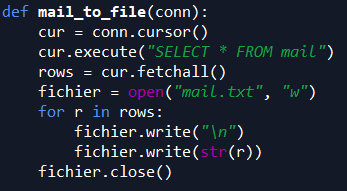 def mail_to_file(conn):
    cur = conn.cursor()
    cur.execute("SELECT * FROM mail")
    rows = cur.fetchall()
    fichier = open("mail.txt", "w")
    for r in rows:
        fichier.write("\n")
        fichier.write(str(r))
    fichier.close()